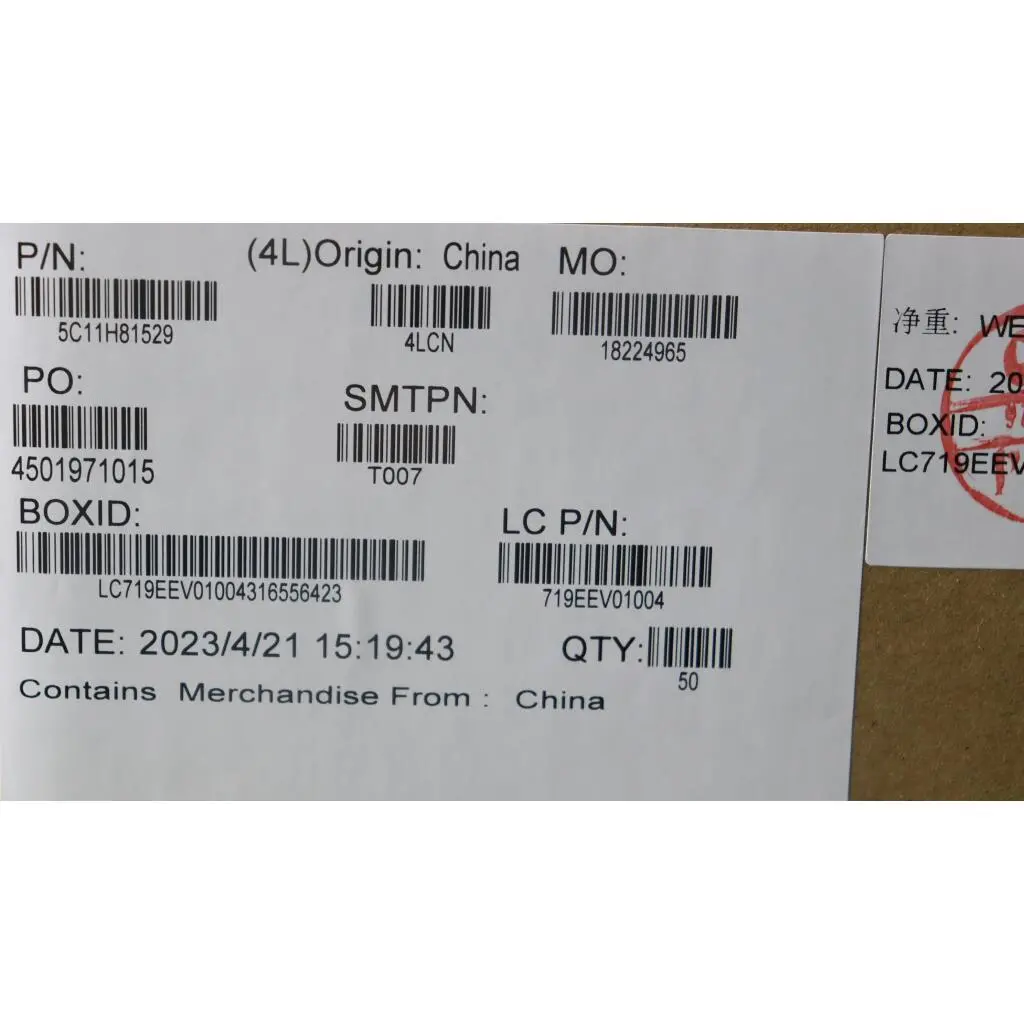 P/N: (4L)Origin: China MO:
5C11H81529 4LCN 18224965
PO: SMTPN:
4501971015 T007
BOXID: LC P/N:
LC719EEV01004316556423 719EEV01004
DATE: 2023/4/21 15:19:43 QTY:
50
Contains Merchandise From : China
净重: WE
DATE: 20
BOXID:
LC719EEV